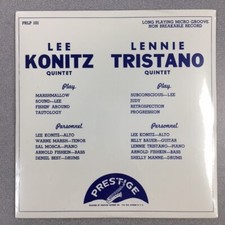 PRLP 101
LONG PLAYING MICRO GROOVE
NON BREAKABLE RECORD
LEE
KONITZ
QUINTET
Play
MARSHMALLOW
SOUND-LEE
FISHIN' AROUND
TAUTOLOGY
Personnel
LEE KONITZ—ALTO
WARNE MARSH—TENOR
SAL MOSCA—PIANO
ARNOLD FISHKIN—BASS
DENZIL BEST—DRUMS
LENNIE
TRISTANO
QUINTET
Play
SUBCONSCIOUS-LEE
JUDY
RETROSPECTION
PROGRESSION
Personnel
LEE KONITZ—ALTO
BILLY BAUER—GUITAR
LENNIE TRISTANO—PIANO
ARNOLD FISHKIN—BASS
SHELLY MANNE—DRUMS
PRESTIGE